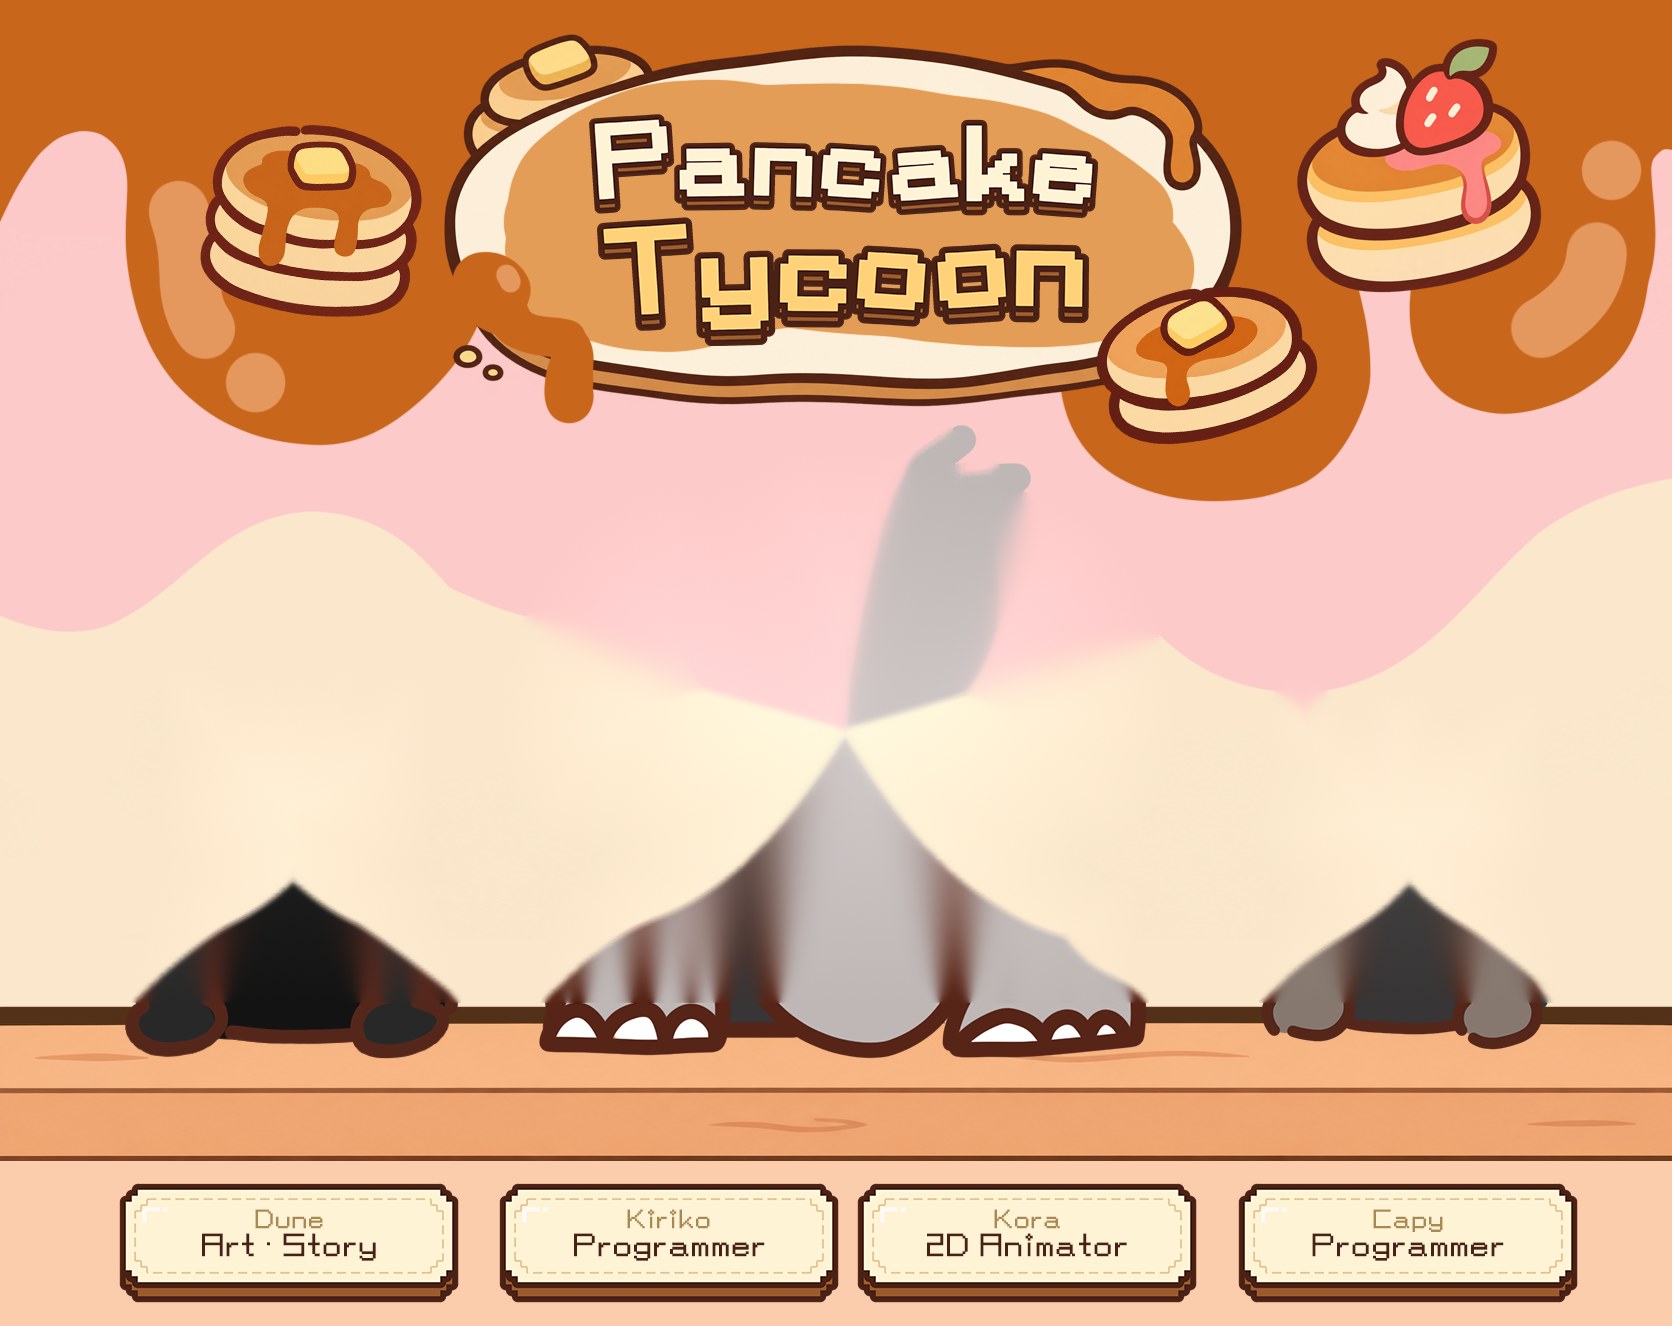 Pancake
Tycoon
Dune
Art · Story
Kiriko
Programmer
Kora
2D Animator
Capy
Programmer